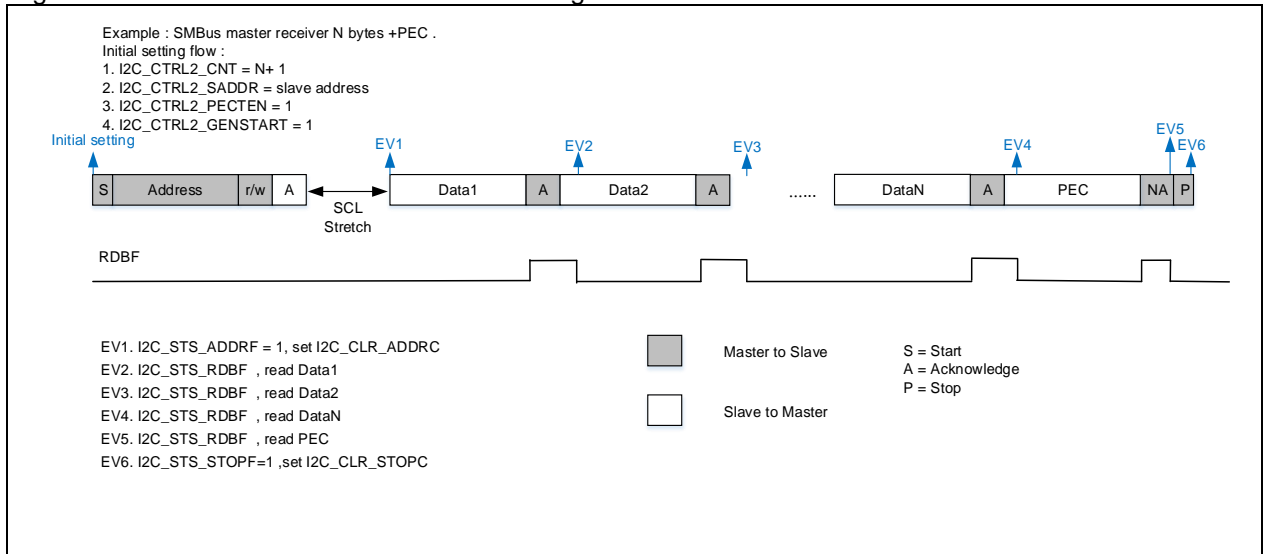 Example : SMBus master receiver N bytes +PEC .
Initial setting flow :
1. I2C_CTRL2_CNT = N+ 1
2. I2C_CTRL2_SADDR = slave address
3. I2C_CTRL2_PECTEN = 1
4. I2C_CTRL2_GENSTART = 1
Initial setting EV1 EV2 EV3 EV4 EV5 EV6
S Address r/w A Data1 A Data2 A ...... DataN A PEC NA P
SCL
Stretch
RDBF
EV1. I2C_STS_ADDRF = 1, set I2C_CLR_ADDRC
EV2. I2C_STS_RDBF , read Data1
EV3. I2C_STS_RDBF , read Data2
EV4. I2C_STS_RDBF , read DataN
EV5. I2C_STS_RDBF , read PEC
EV6. I2C_STS_STOPF=1 ,set I2C_CLR_STOPC
Master to Slave
Slave to Master
S = Start
A = Acknowledge
P = Stop